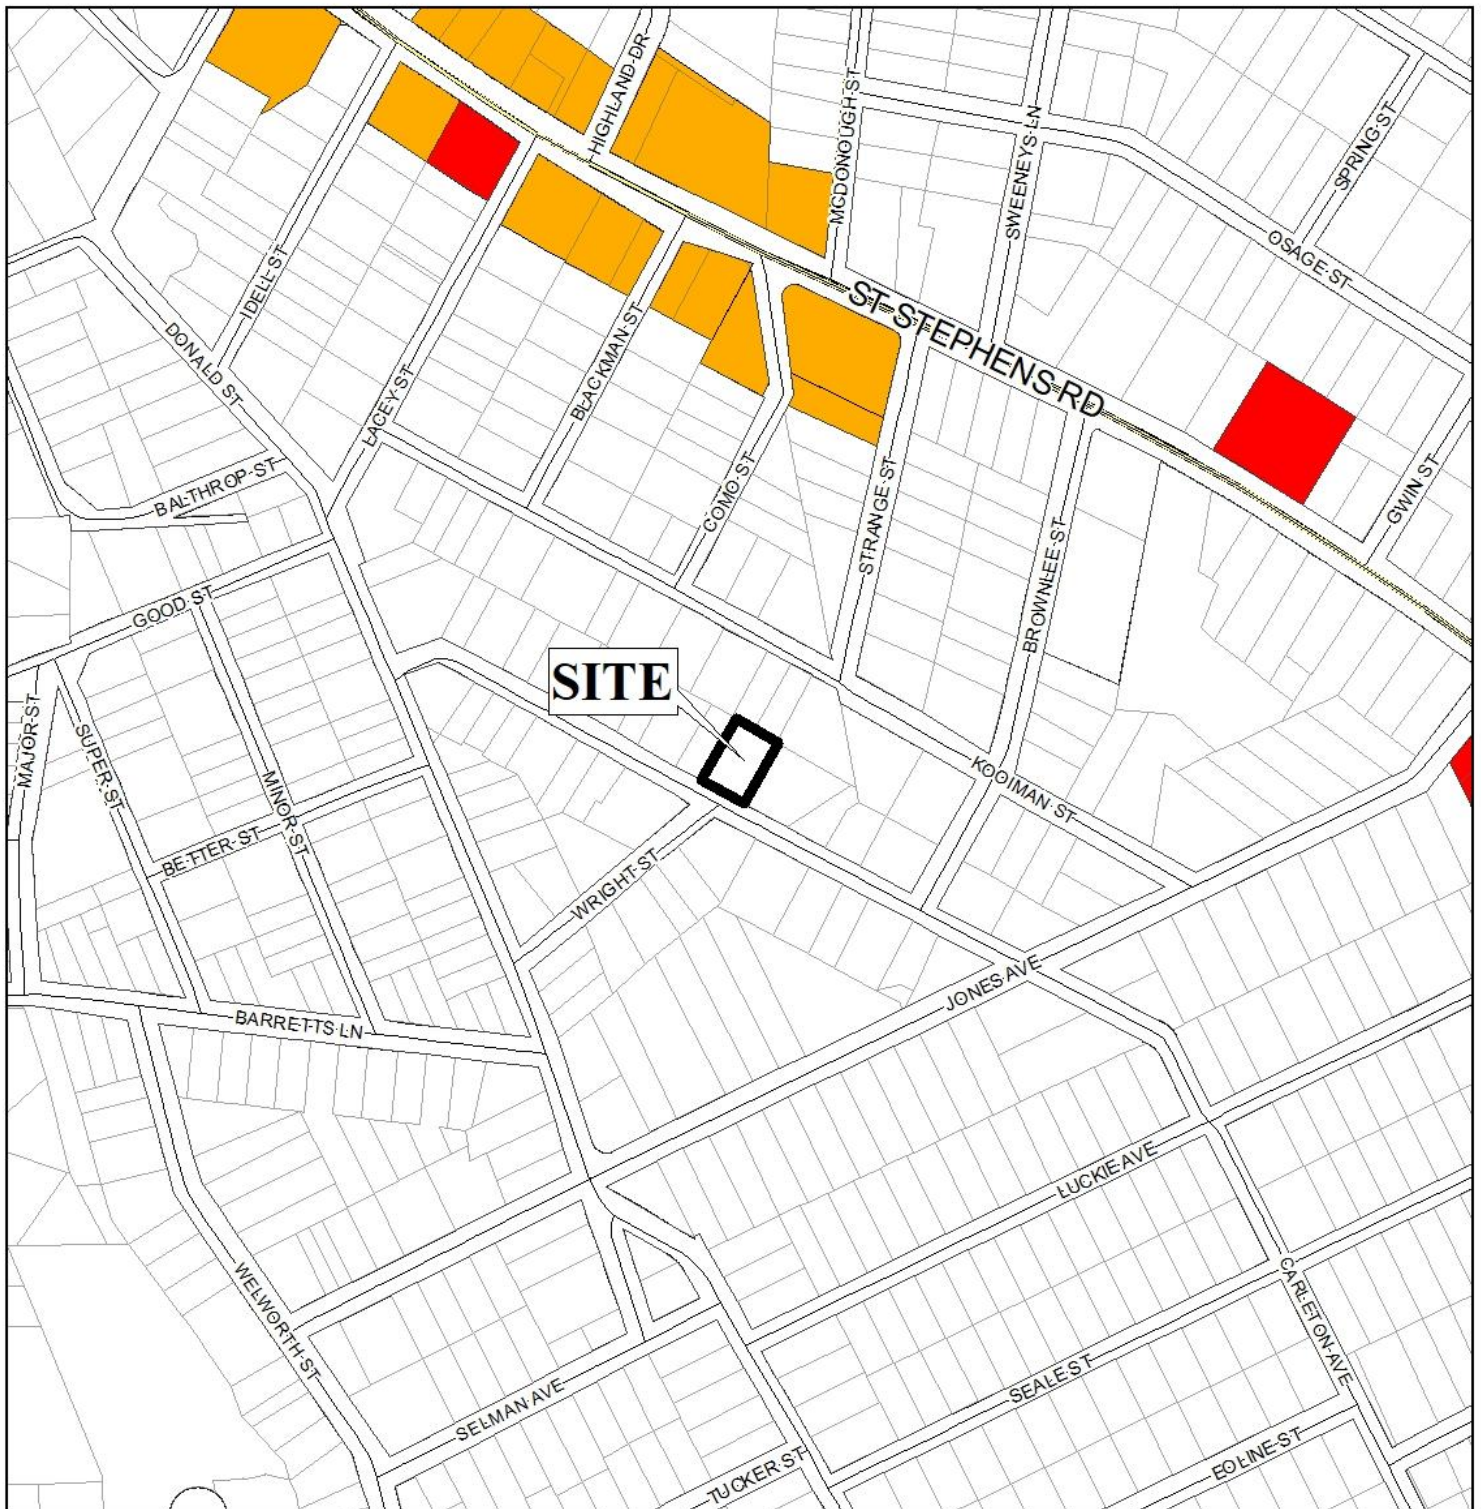 HIGHLAND DR
MCDONOUGH ST
SWEENEYS LN
SPRING ST
OSAGE ST
IDELL ST
ST STEPHENS RD
DONALD ST
BLACKMAN ST
LACEY ST
COMO ST
STRANGE ST
GWIN ST
BALTHROP ST
BROWNLEE ST
GOOD ST
SITE
MAJOR ST
SUPER ST
MINOR ST
KOOIMAN ST
BETTER ST
WRIGHT ST
JONES AVE
BARRETTS LN
LUCKIE AVE
WELWORTH ST
CARLETON AVE
SELMAN AVE
SEALE ST
TUCKER ST
EOLINE ST